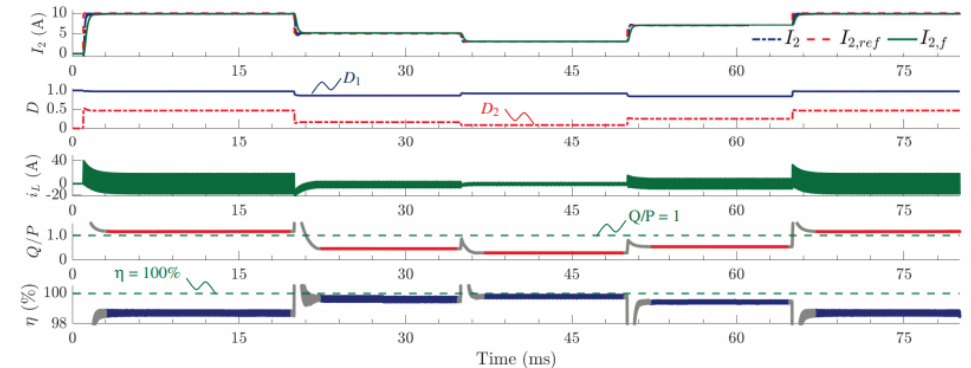 I2 (A)
10
5
0
I2 I2,ref I2,f
0 15 30 45 60 75
D
1.0
0.5
0
D1
D2
0 15 30 45 60 75
iL (A)
40
0
-20
0 15 30 45 60 75
Q/P
1.0
0
Q/P = 1
0 15 30 45 60 75
η (%)
100
98
η = 100%
0 15 30 45 60 75
Time (ms)